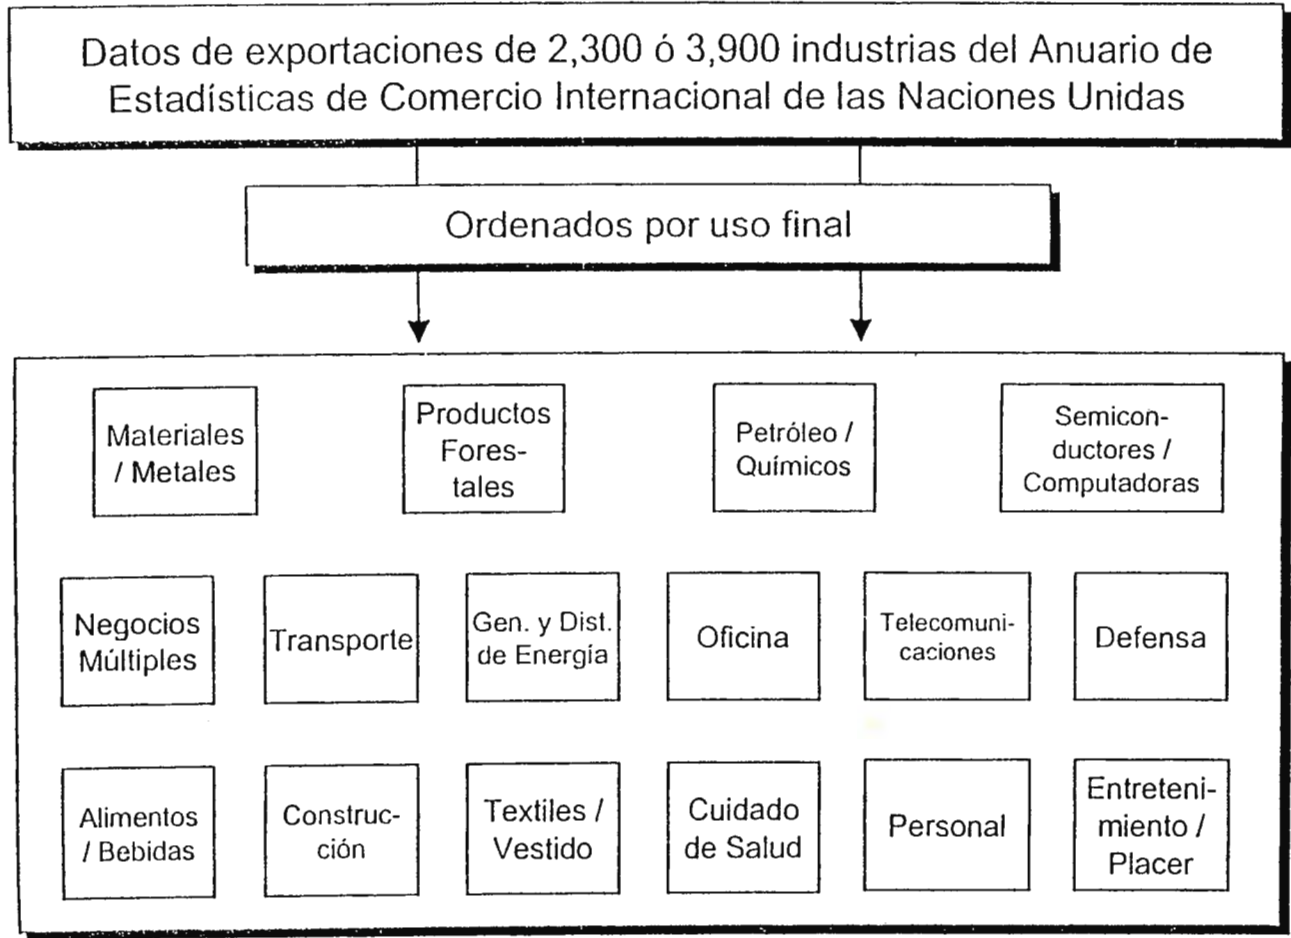 Datos de exportaciones de 2,300 ó 3,900 industrias del Anuario de
Estadísticas de Comercio Internacional de las Naciones Unidas
Ordenados por uso final
Materiales
/ Metales
Productos
Fores-
tales
Petróleo /
Químicos
Semicon-
ductores /
Computadoras
Negocios
Múltiples
Transporte
Gen. y Dist.
de Energía
Oficina
Telecomuni-
caciones
Defensa
Alimentos
/ Bebidas
Construc-
ción
Textiles /
Vestido
Cuidado
de Salud
Personal
Entreteni-
miento /
Placer